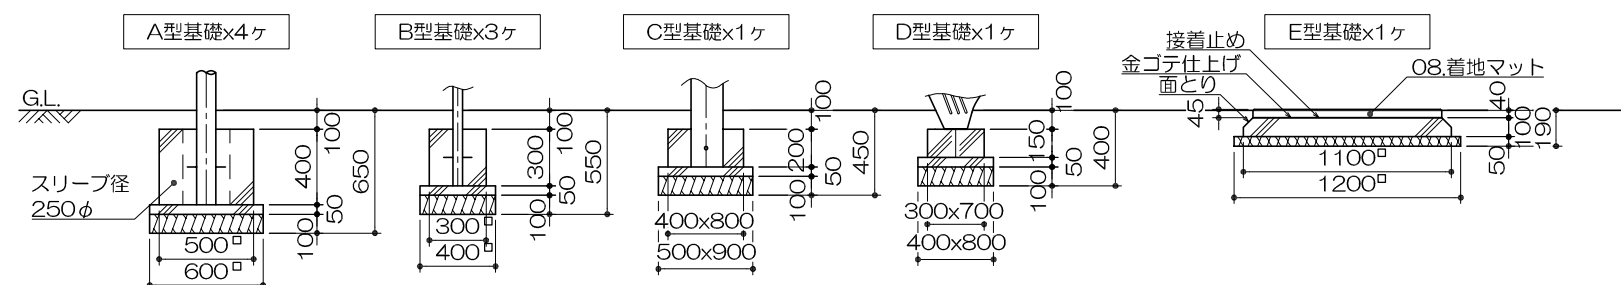 A型基礎x4ヶ
B型基礎x3ヶ
C型基礎x1ヶ
D型基礎x1ヶ
E型基礎x1ヶ
接着止め
金ゴテ仕上げ
面とり
08.着地マット
G.L.
スリーブ径
250φ
100
400
50
100
650
500□
600□
100
300
50
100
550
300□
400□
100
200
50
100
450
400x800
500x900
100
150
50
100
400
300x700
400x800
45
40
100
50
190
1100□
1200□